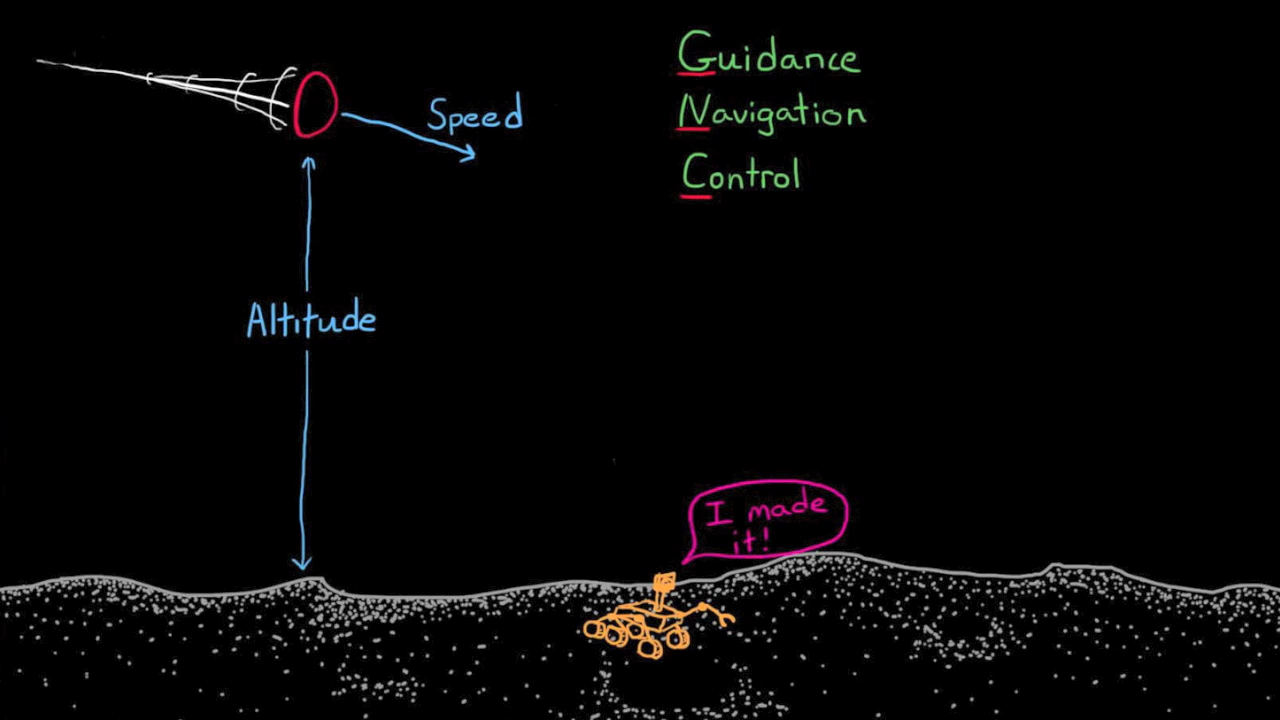 Guidance
Speed
Navigation
Control
Altitude
I made
it!